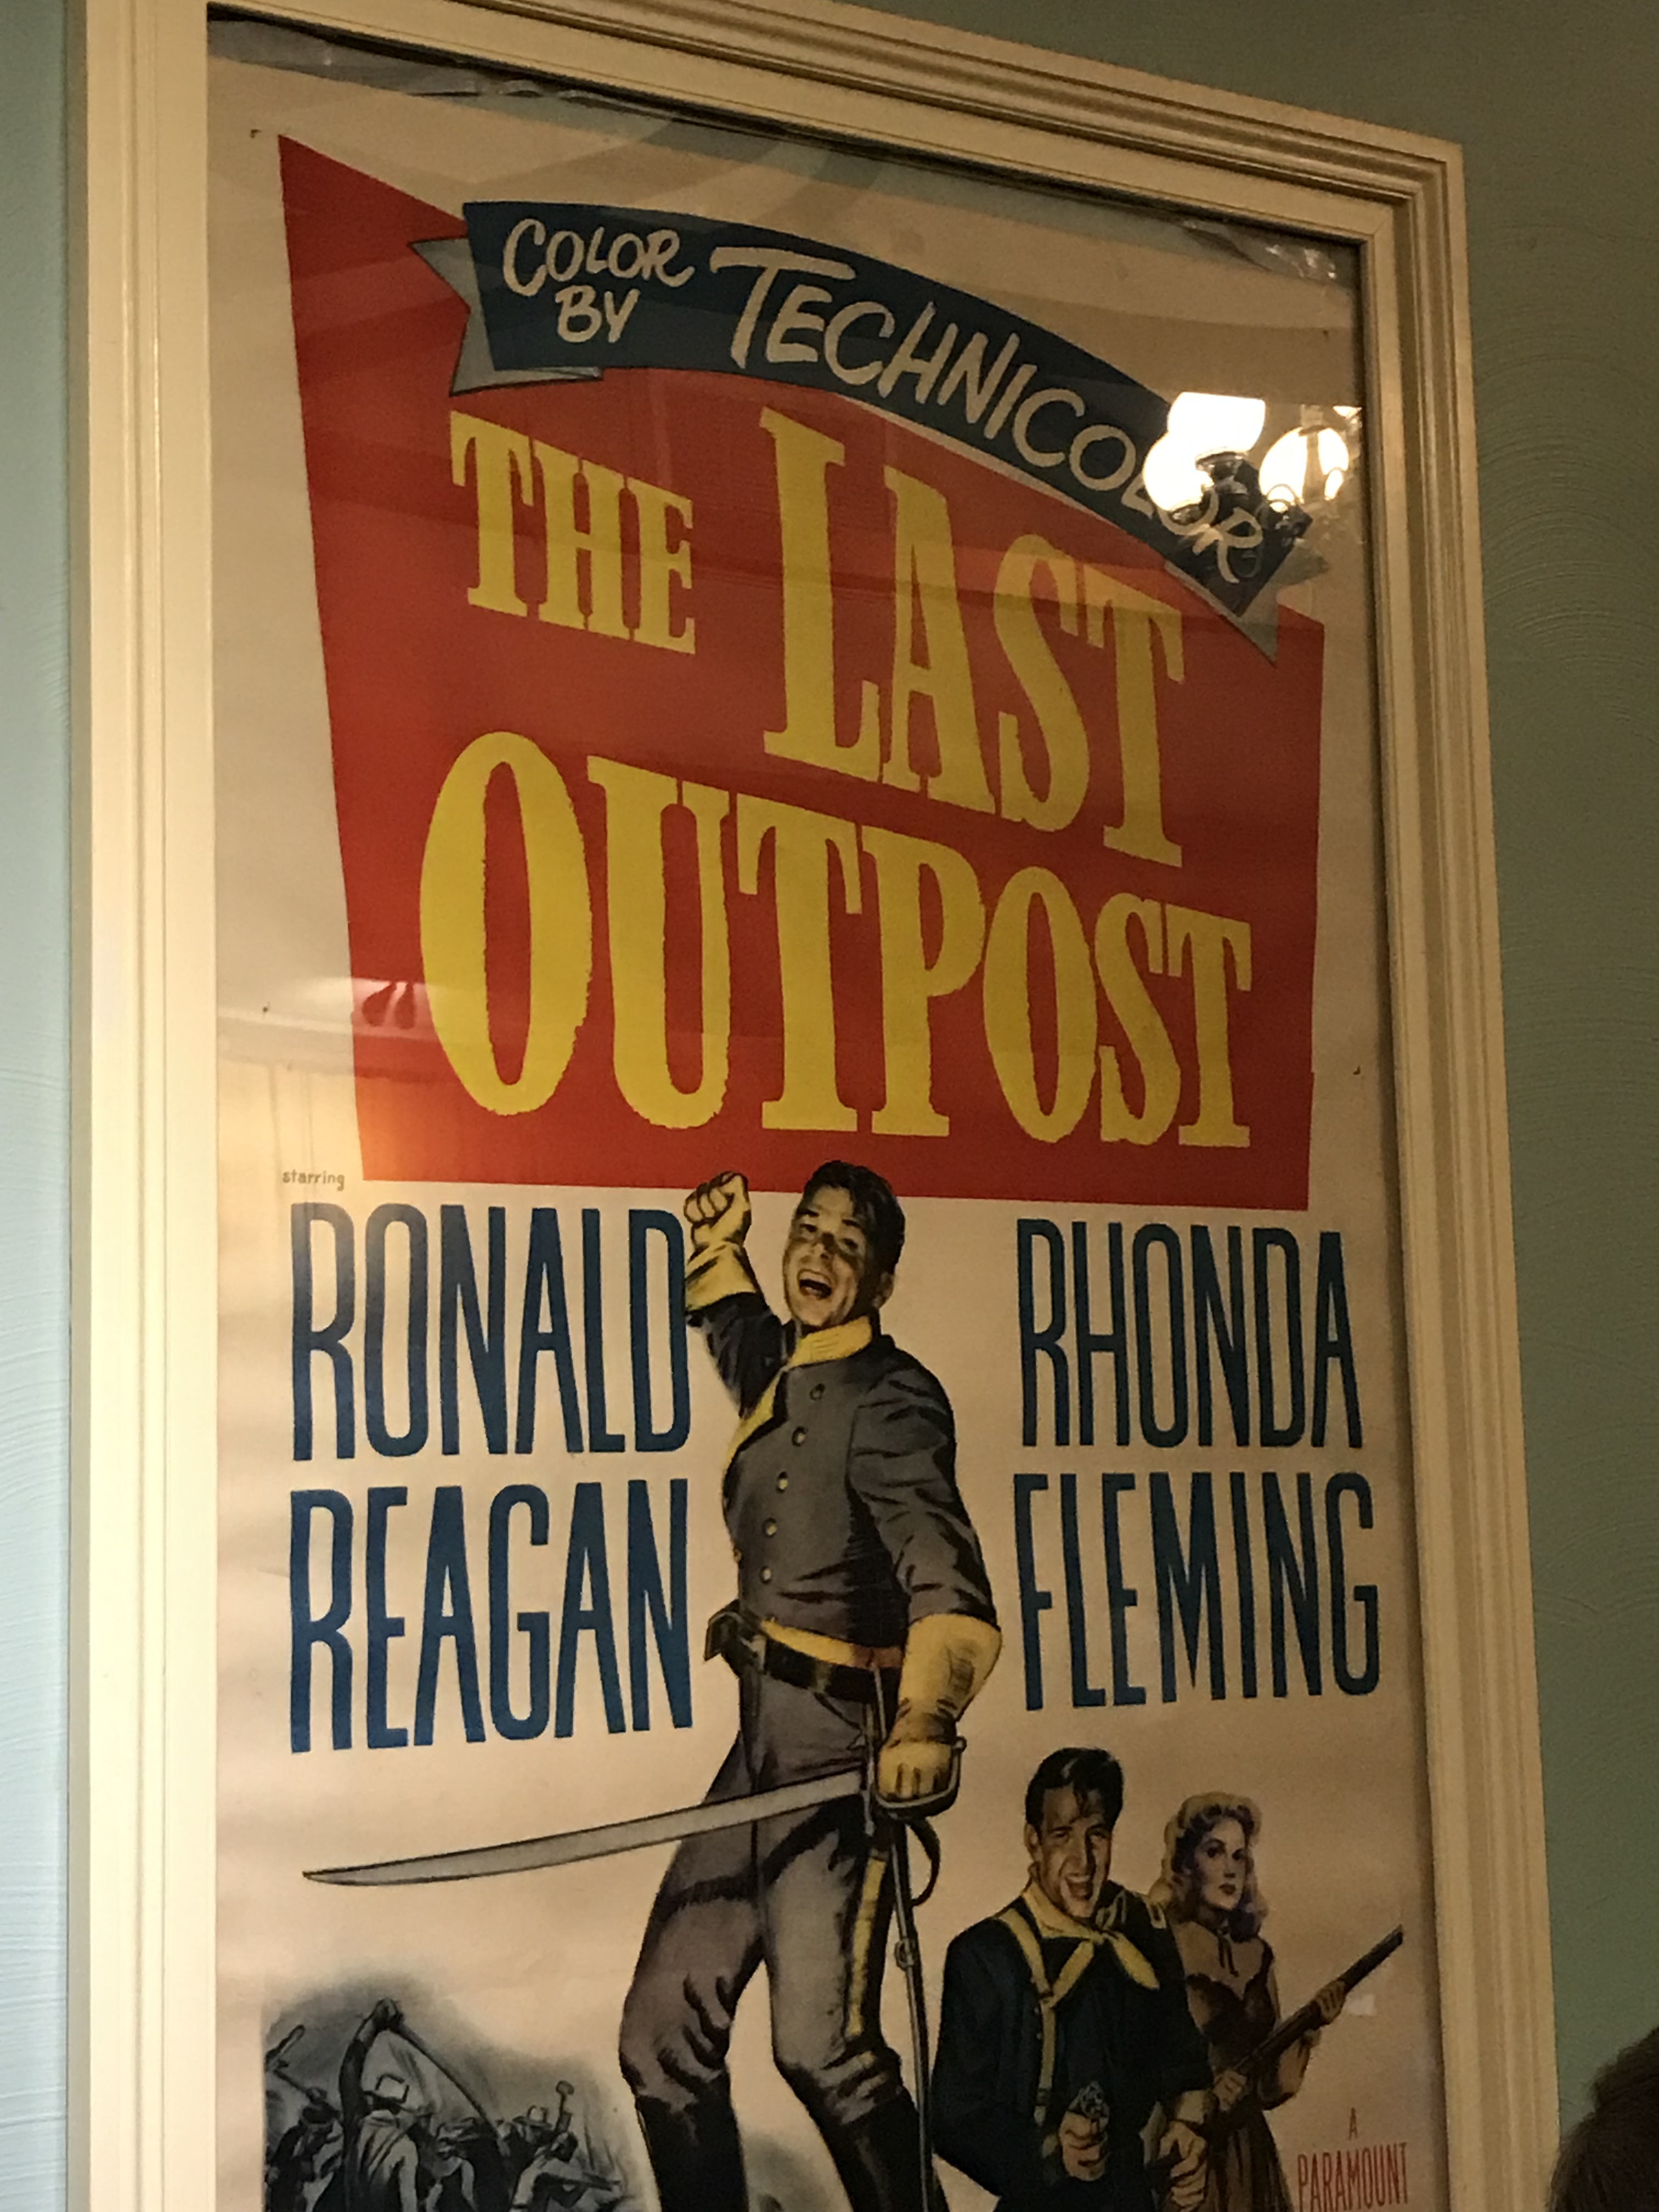 COLOR
BY TECHNICOLOR
THE LAST
OUTPOST
starring
RONALD RHONDA
REAGAN FLEMING
A
PARAMOUNT